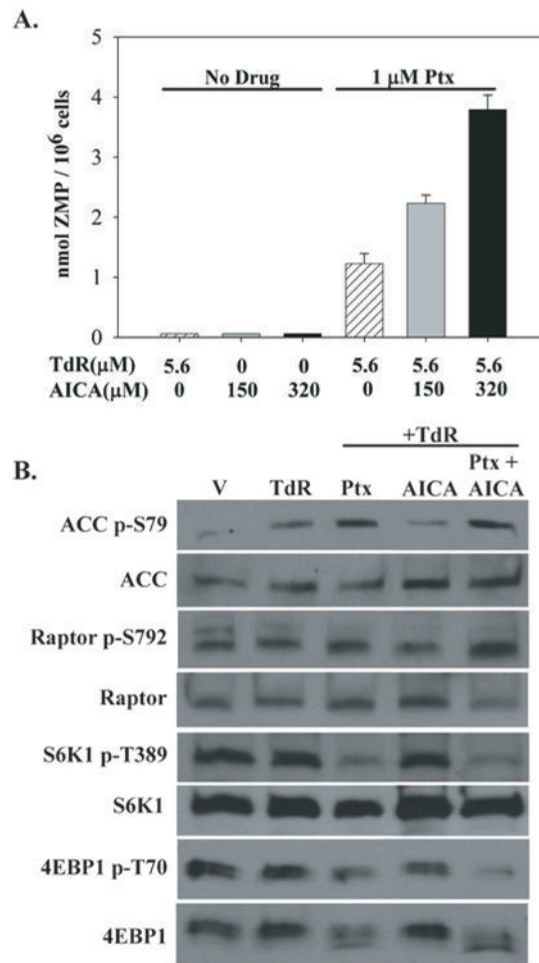 A.
nmol ZMP / 10⁶ cells
5
4
3
2
1
0
No Drug 1 μM Ptx
TdR(μM) 5.6 0 0 5.6 5.6 5.6
AICA(μM) 0 150 320 0 150 320
B.
+TdR
V TdR Ptx AICA Ptx +
AICA
ACC p-S79
ACC
Raptor p-S792
Raptor
S6K1 p-T389
S6K1
4EBP1 p-T70
4EBP1